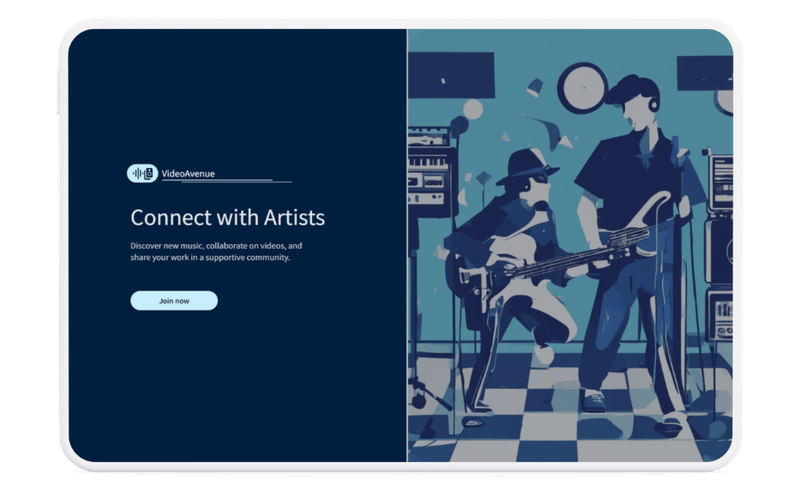 VideoAvenue
Connect with Artists
Discover new music, collaborate on videos, and
share your work in a supportive community.
Join now